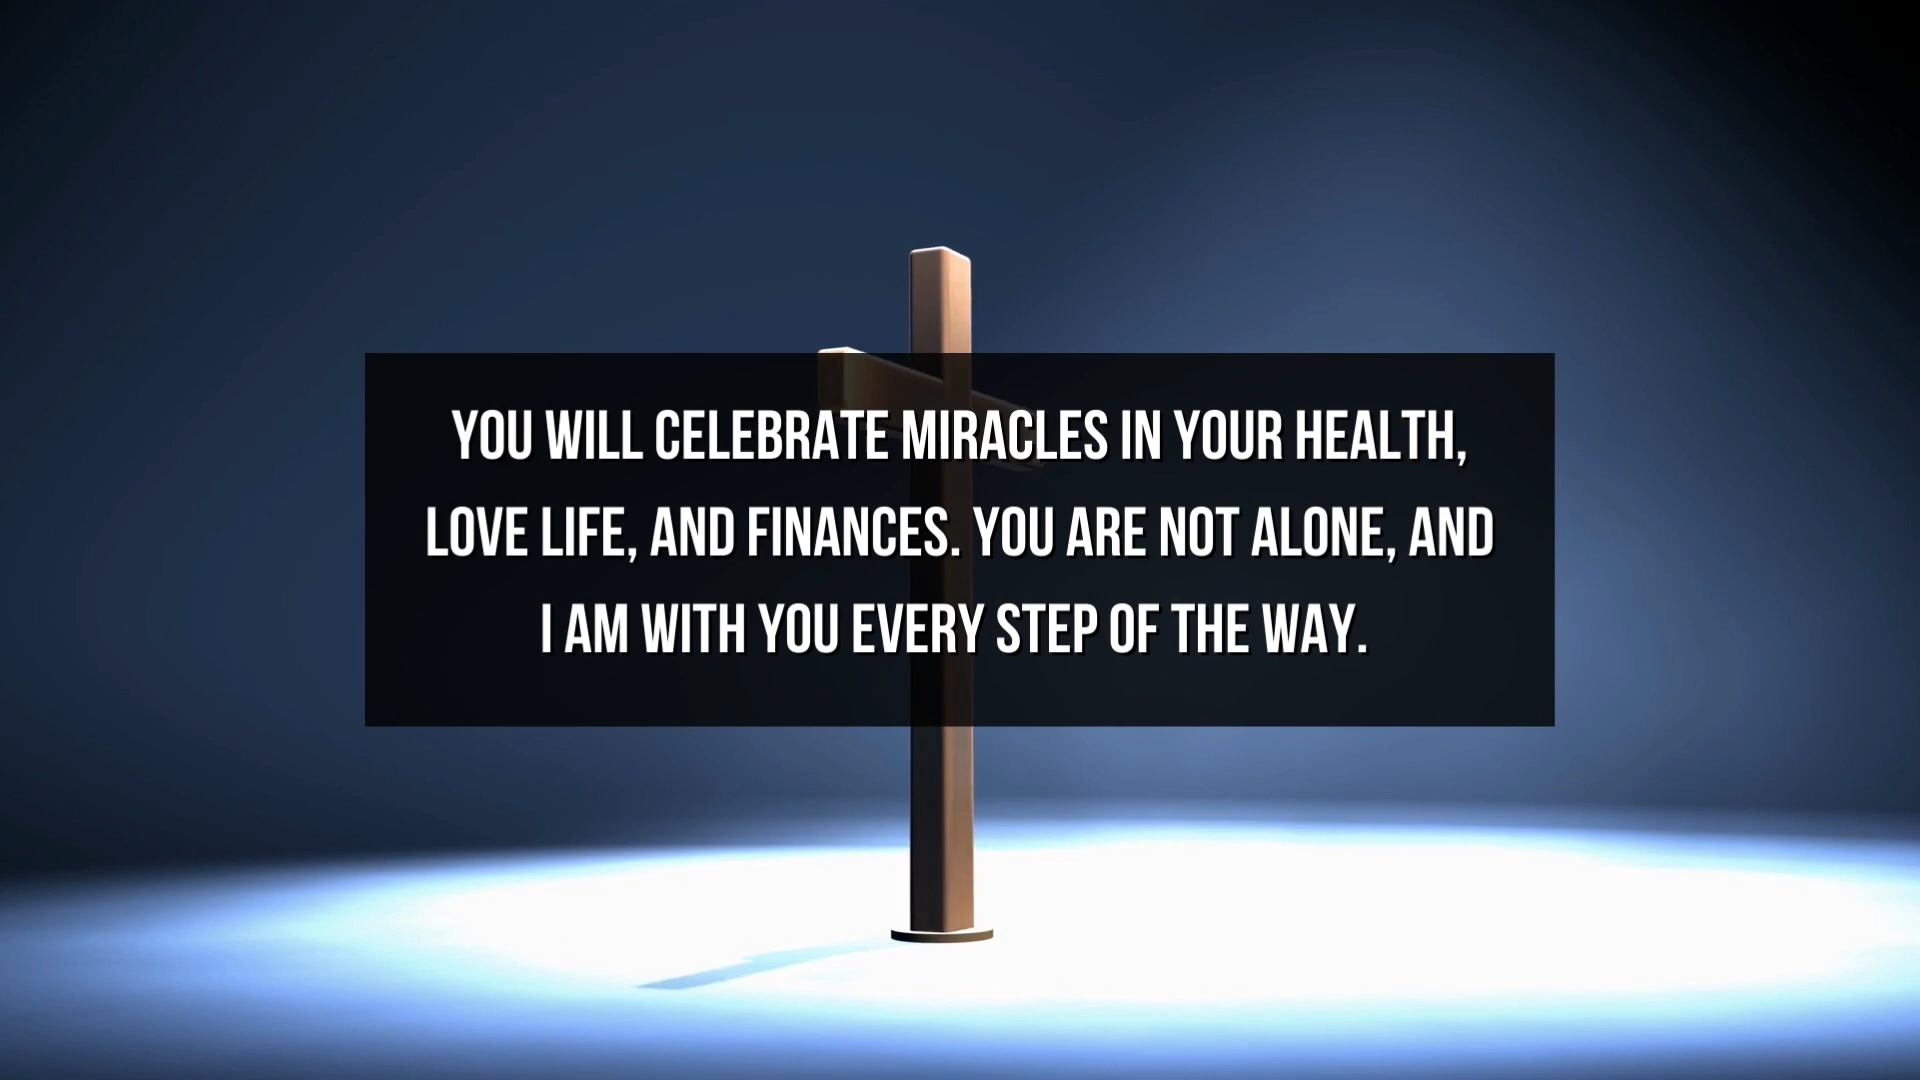 YOU WILL CELEBRATE MIRACLES IN YOUR HEALTH,
LOVE LIFE, AND FINANCES. YOU ARE NOT ALONE, AND
I AM WITH YOU EVERY STEP OF THE WAY.